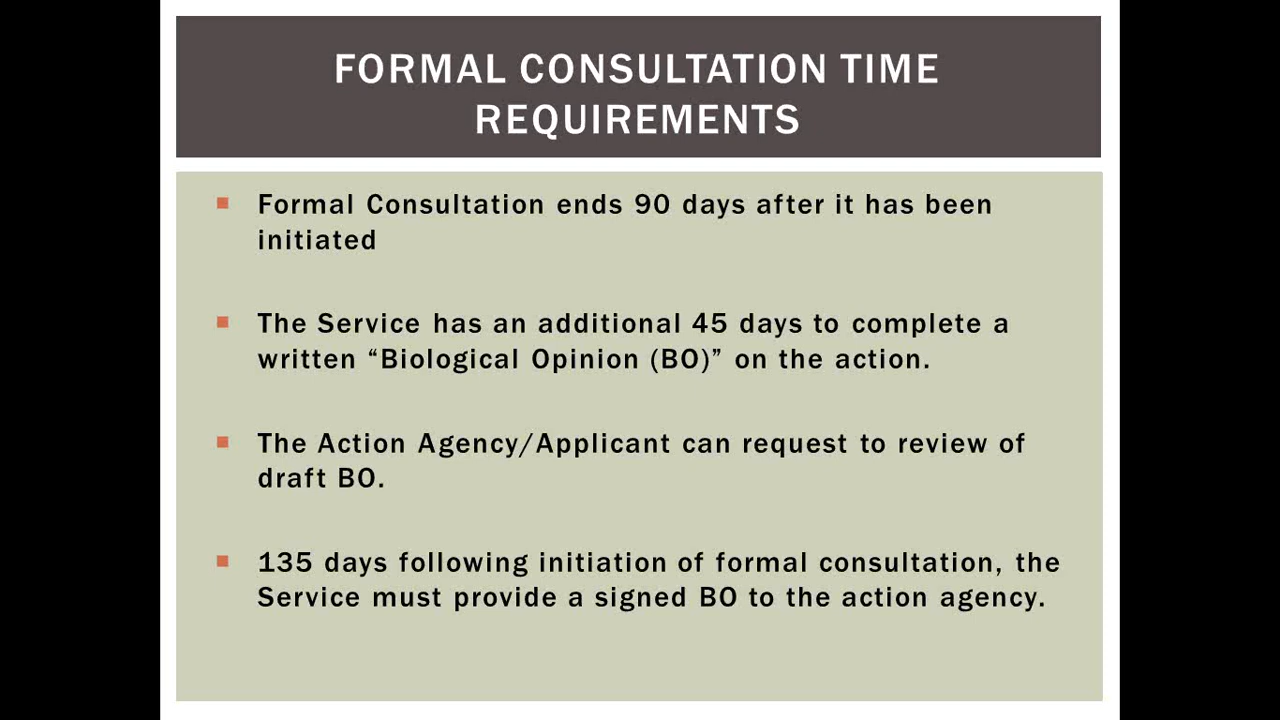 FORMAL CONSULTATION TIME
REQUIREMENTS
Formal Consultation ends 90 days after it has been
initiated
The Service has an additional 45 days to complete a
written “Biological Opinion (BO)” on the action.
The Action Agency/Applicant can request to review of
draft BO.
135 days following initiation of formal consultation, the
Service must provide a signed BO to the action agency.